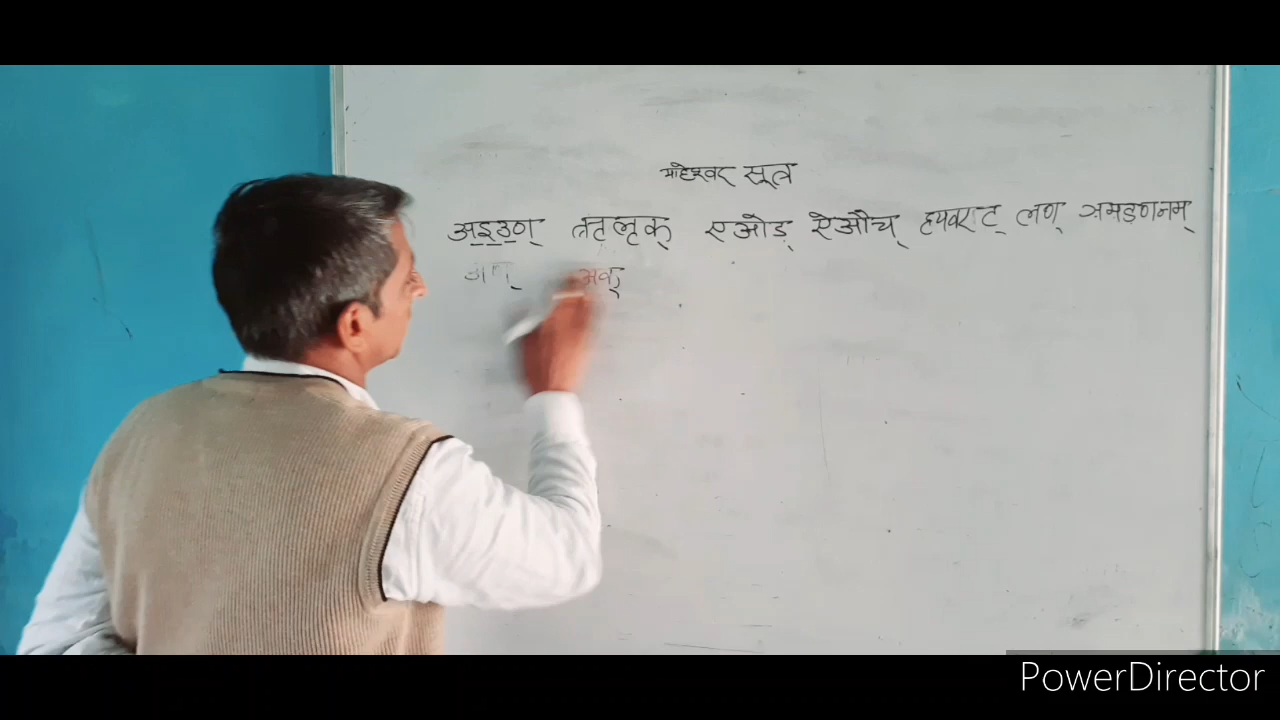 माहेश्वर सूत्र
अइउण् ऋलृक् एओङ् ऐऔच् हयवरट् लण् ञमङणनम्
अण् अक्
PowerDirector